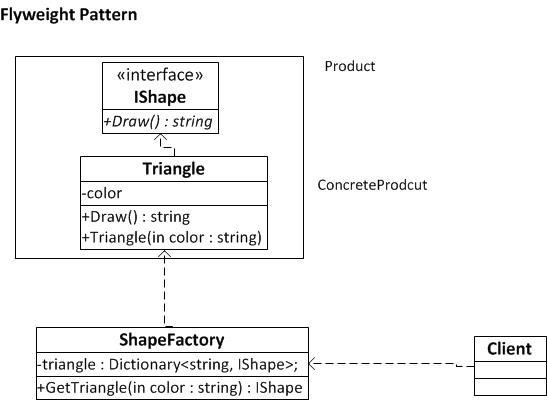 Flyweight Pattern
Product
«interface»
IShape
+Draw() : string
ConcreteProdcut
Triangle
-color
+Draw() : string
+Triangle(in color : string)
ShapeFactory
-triangle : Dictionary<string, IShape>;
+GetTriangle(in color : string) : IShape
Client